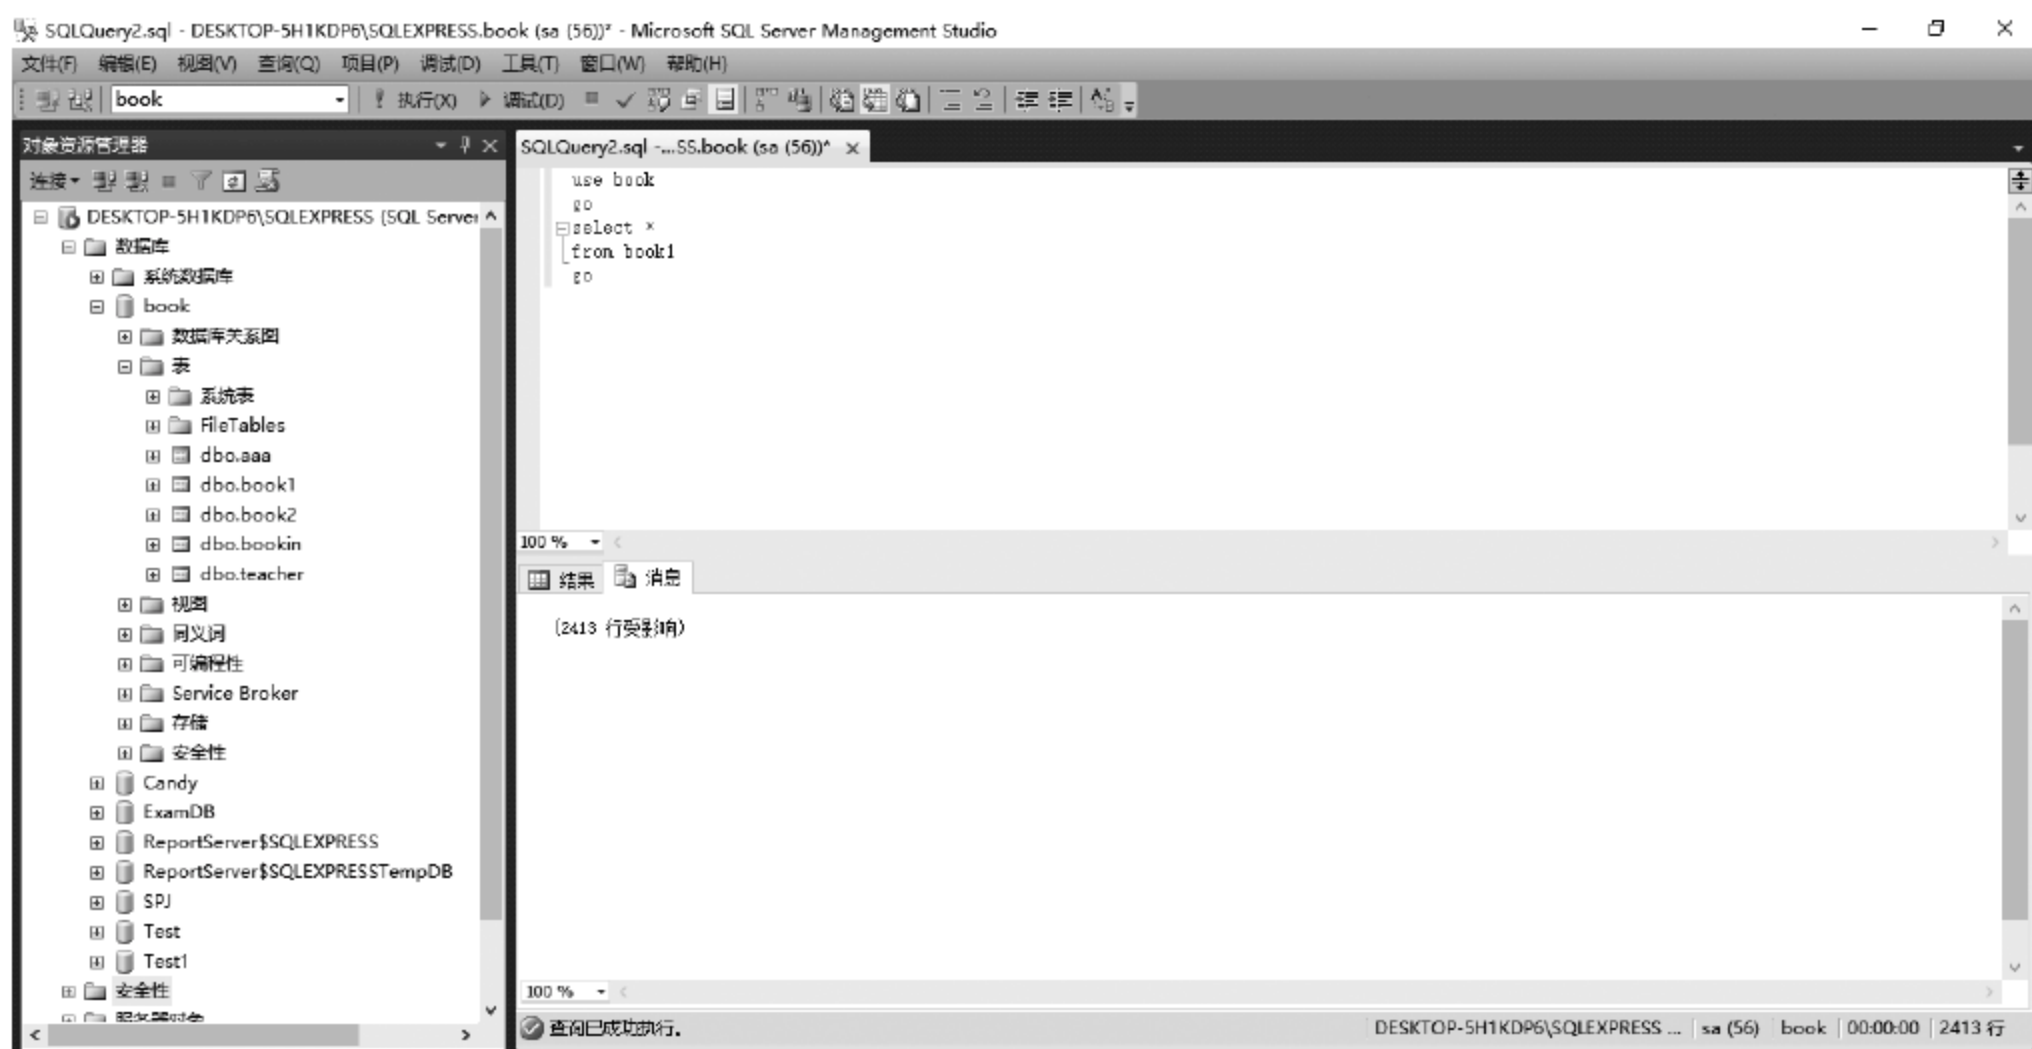 SQLQuery2.sql - DESKTOP-5H1KDP6\SQLEXPRESS.book (sa (56))* - Microsoft SQL Server Management Studio
文件(F) 编辑(E) 视图(V) 查询(Q) 项目(P) 调试(D) 工具(T) 窗口(W) 帮助(H)
book 执行(X) 调试(D)
对象资源管理器
连接
DESKTOP-5H1KDP6\SQLEXPRESS (SQL Server
数据库
系统数据库
book
数据库关系图
表
系统表
FileTables
dbo.aaa
dbo.book1
dbo.book2
dbo.bookin
dbo.teacher
视图
同义词
可编程性
Service Broker
存储
安全性
Candy
ExamDB
ReportServer$SQLEXPRESS
ReportServer$SQLEXPRESSTempDB
SPJ
Test
Test1
安全性
服务器对象
SQLQuery2.sql -...SS.book (sa (56))*
use book
go
select *
from book1
go
100 %
结果 消息
(2413 行受影响)
100 %
查询已成功执行。
DESKTOP-5H1KDP6\SQLEXPRESS ... sa (56) book 00:00:00 2413 行